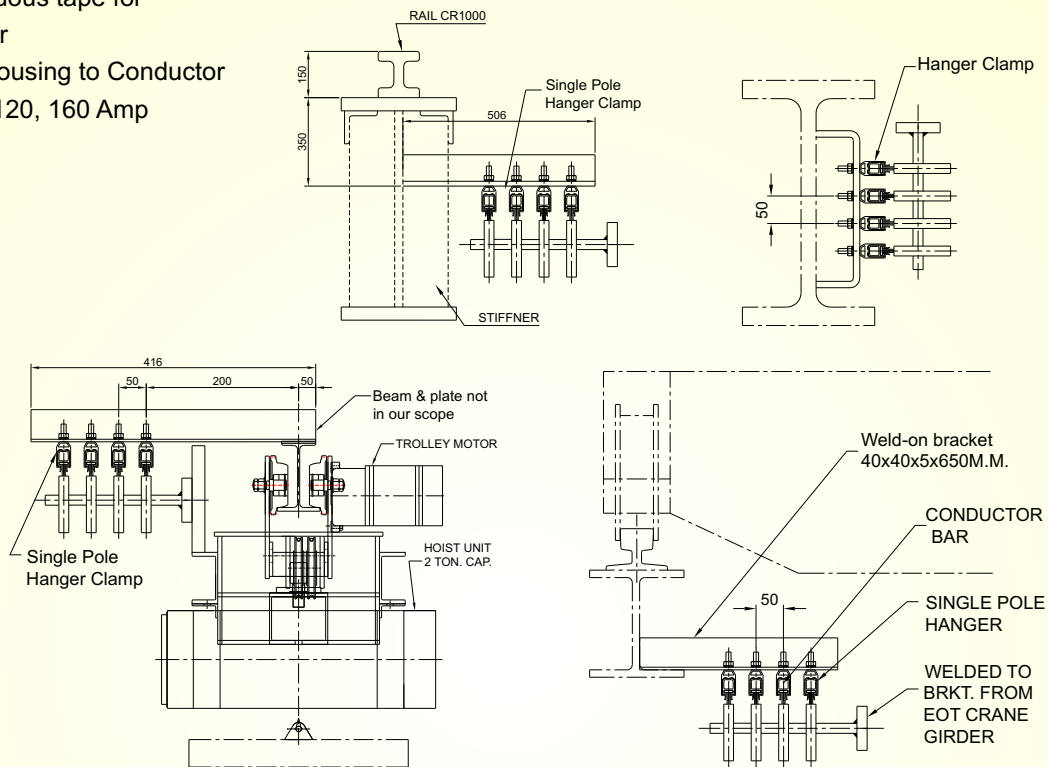 uous tape for
r
ousing to Conductor
120, 160 Amp
RAIL CR1000
150
350
Single Pole
Hanger Clamp
506
STIFFNER
Hanger Clamp
50
416
50
200
50
Beam & plate not
in our scope
TROLLEY MOTOR
HOIST UNIT
2 TON. CAP.
Single Pole
Hanger Clamp
Weld-on bracket
40x40x5x650M.M.
CONDUCTOR
BAR
50
SINGLE POLE
HANGER
WELDED TO
BRKT. FROM
EOT CRANE
GIRDER